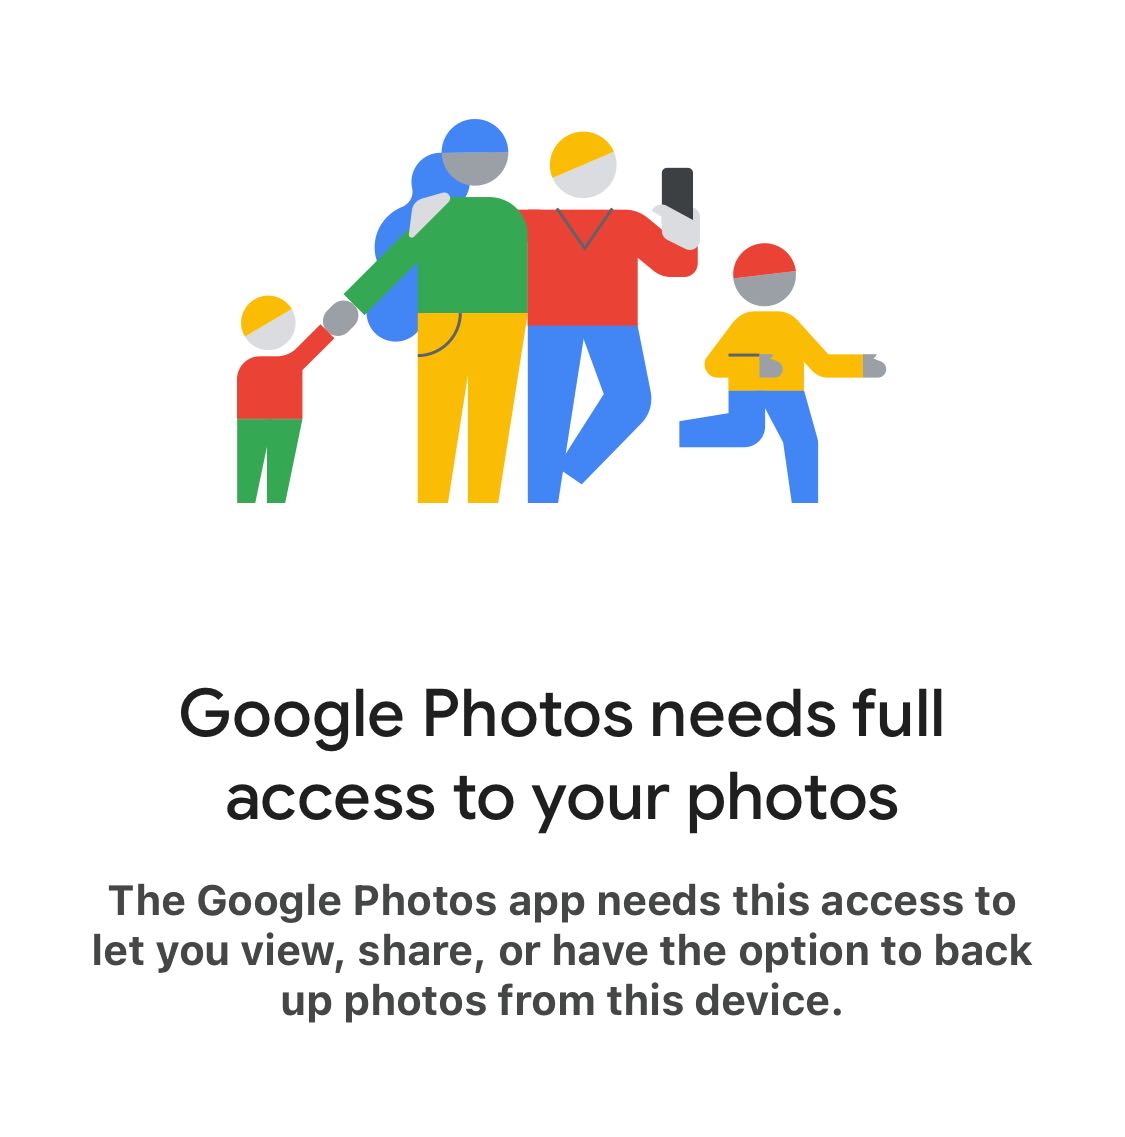 Google Photos needs full
access to your photos
The Google Photos app needs this access to
let you view, share, or have the option to back
up photos from this device.